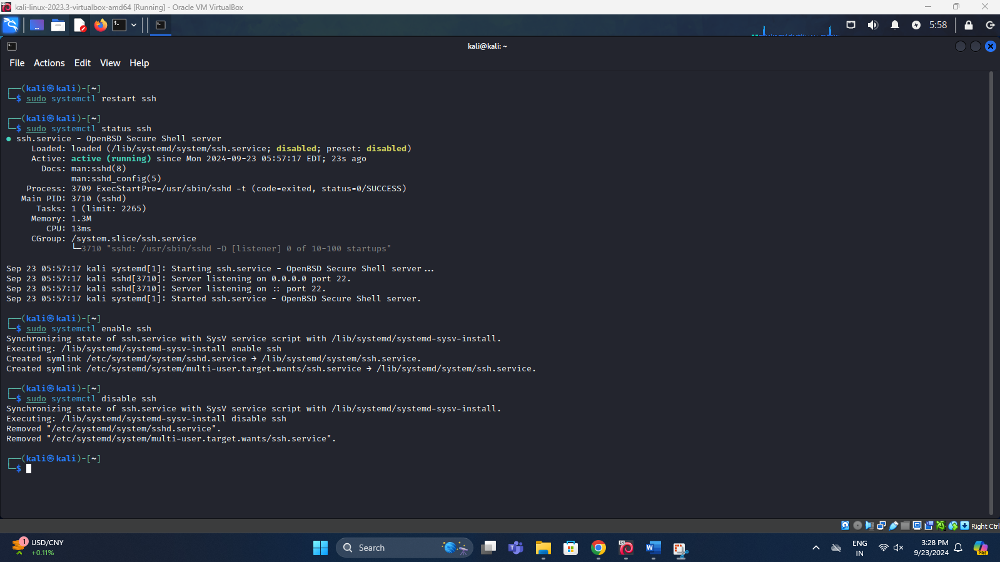 kali-linux-2023.3-virtualbox-amd64 [Running] - Oracle VM VirtualBox
5:58
kali@kali: ~
File Actions Edit View Help
┌──(kali㉿kali)-[~]
└─$ sudo systemctl restart ssh
┌──(kali㉿kali)-[~]
└─$ sudo systemctl status ssh
● ssh.service - OpenBSD Secure Shell server
Loaded: loaded (/lib/systemd/system/ssh.service; disabled; preset: disabled)
Active: active (running) since Mon 2024-09-23 05:57:17 EDT; 23s ago
Docs: man:sshd(8)
man:sshd_config(5)
Process: 3709 ExecStartPre=/usr/sbin/sshd -t (code=exited, status=0/SUCCESS)
Main PID: 3710 (sshd)
Tasks: 1 (limit: 2265)
Memory: 1.3M
CPU: 13ms
CGroup: /system.slice/ssh.service
└─3710 "sshd: /usr/sbin/sshd -D [listener] 0 of 10-100 startups"
Sep 23 05:57:17 kali systemd[1]: Starting ssh.service - OpenBSD Secure Shell server...
Sep 23 05:57:17 kali sshd[3710]: Server listening on 0.0.0.0 port 22.
Sep 23 05:57:17 kali sshd[3710]: Server listening on :: port 22.
Sep 23 05:57:17 kali systemd[1]: Started ssh.service - OpenBSD Secure Shell server.
┌──(kali㉿kali)-[~]
└─$ sudo systemctl enable ssh
Synchronizing state of ssh.service with SysV service script with /lib/systemd/systemd-sysv-install.
Executing: /lib/systemd/systemd-sysv-install enable ssh
Created symlink /etc/systemd/system/sshd.service → /lib/systemd/system/ssh.service.
Created symlink /etc/systemd/system/multi-user.target.wants/ssh.service → /lib/systemd/system/ssh.service.
┌──(kali㉿kali)-[~]
└─$ sudo systemctl disable ssh
Synchronizing state of ssh.service with SysV service script with /lib/systemd/systemd-sysv-install.
Executing: /lib/systemd/systemd-sysv-install disable ssh
Removed "/etc/systemd/system/sshd.service".
Removed "/etc/systemd/system/multi-user.target.wants/ssh.service".
┌──(kali㉿kali)-[~]
└─$
Right Ctrl
1
USD/CNY
+0.11%
Search
ENG
IN
3:28 PM
9/23/2024
PRE